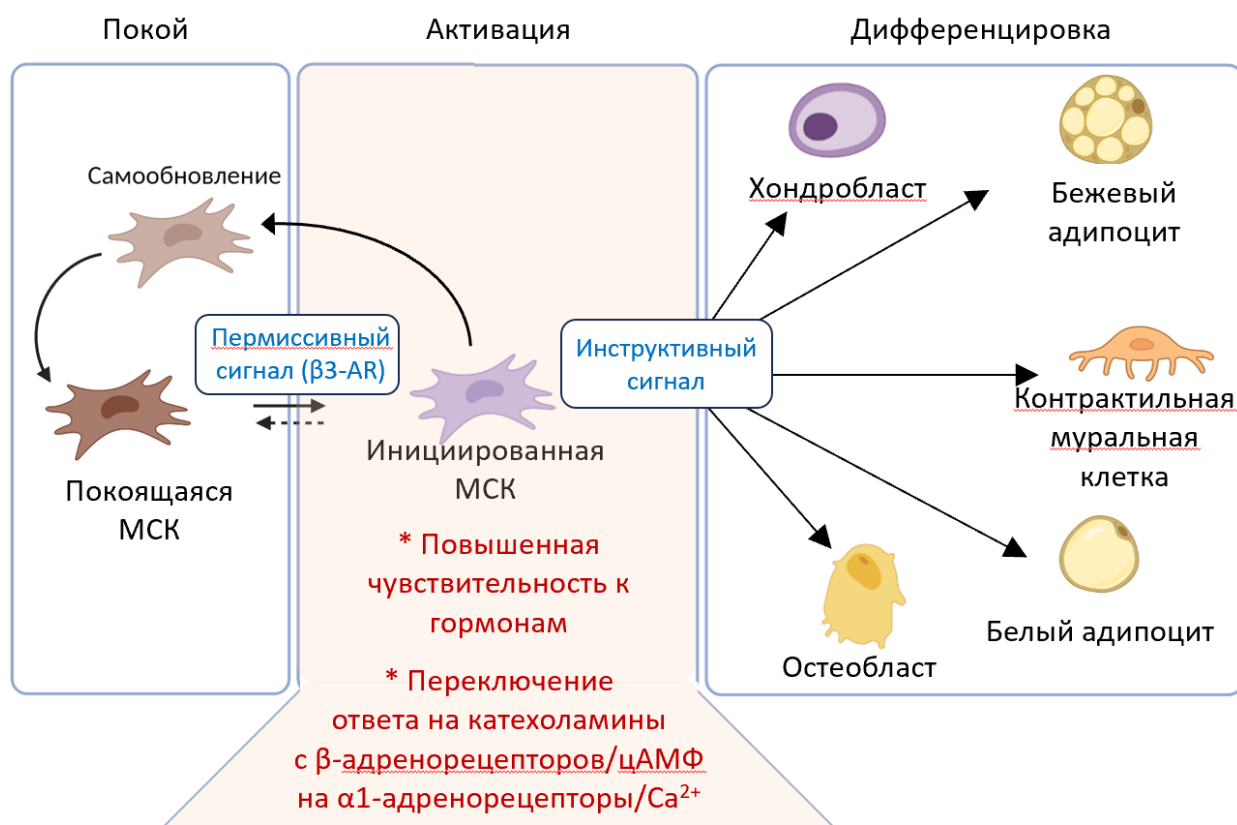 Покой
Активация
Дифференцировка
Самообновление
Покоящаяся
МСК
Пермиссивный
сигнал (β3-AR)
Инициированная
МСК
* Повышенная
чувствительность к
гормонам
* Переключение
ответа на катехоламины
с β-адренорецепторов/цАМФ
на α1-адренорецепторы/Ca²⁺
Инструктивный
сигнал
Хондробласт
Бежевый
адипоцит
Контрактильная
муральная
клетка
Белый адипоцит
Остеобласт